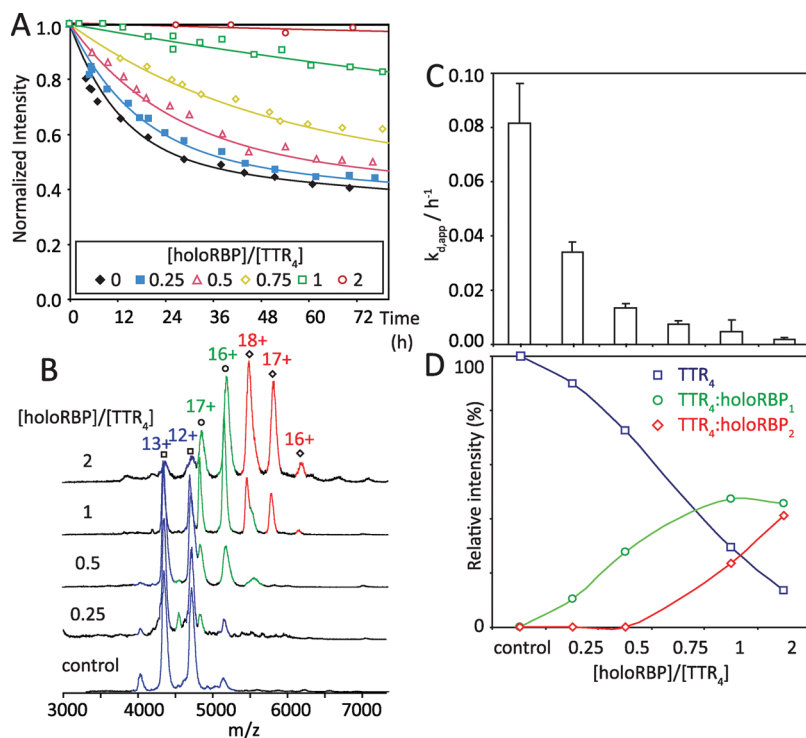 A
Normalized Intensity
1.0
0.8
0.6
0.4
0.2
0.0
[holoRBP]/[TTR4]
0 0.25 0.5 0.75 1 2
0 12 24 36 48 60 72 Time
(h)
B
[holoRBP]/[TTR4]
13+ 12+ 17+ 16+ 18+ 17+ 16+
2
1
0.5
0.25
control
3000 4000 5000 6000 7000
m/z
C
kd,app / h-1
0.10
0.08
0.06
0.04
0.02
0.00
D
Relative intensity (%)
100
0
TTR4
TTR4:holoRBP1
TTR4:holoRBP2
control 0.25 0.5 0.75 1 2
[holoRBP]/[TTR4]